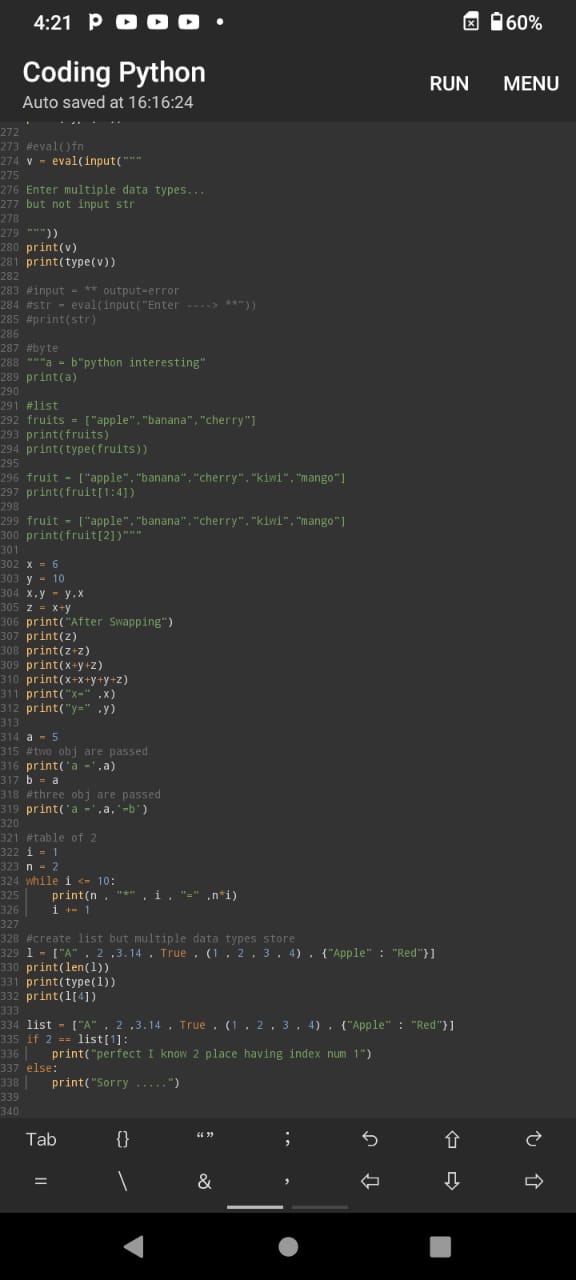 4:21
60%
Coding Python
RUN
MENU
Auto saved at 16:16:24
272
273 #eval()fn
274 v = eval(input("""
275
276 Enter multiple data types...
277 but not input str
278
279 """))
280 print(v)
281 print(type(v))
282
283 #input = ** output=error
284 #str = eval(input("Enter ----> **"))
285 #print(str)
286
287 #byte
288 """a = b"python interesting"
289 print(a)
290
291 #list
292 fruits = ["apple","banana","cherry"]
293 print(fruits)
294 print(type(fruits))
295
296 fruit = ["apple","banana","cherry","kiwi","mango"]
297 print(fruit[1:4])
298
299 fruit = ["apple","banana","cherry","kiwi","mango"]
300 print(fruit[2])"""
301
302 x = 6
303 y = 10
304 x,y = y,x
305 z = x+y
306 print("After Swapping")
307 print(z)
308 print(z+z)
309 print(x+y+z)
310 print(x+x+y+y+z)
311 print("x=" ,x)
312 print("y=" ,y)
313
314 a = 5
315 #two obj are passed
316 print('a =',a)
317 b = a
318 #three obj are passed
319 print('a =',a,'=b')
320
321 #table of 2
322 i = 1
323 n = 2
324 while i <= 10:
325     print(n , "*" , i , "=" ,n*i)
326     i += 1
327
328 #create list but multiple data types store
329 l = ["A" , 2 ,3.14 , True , (1 , 2 , 3 , 4) , {"Apple" : "Red"}]
330 print(len(l))
331 print(type(l))
332 print(l[4])
333
334 list = ["A" , 2 ,3.14 , True , (1 , 2 , 3 , 4) , {"Apple" : "Red"}]
335 if 2 == list[1]:
336     print("perfect I know 2 place having index num 1")
337 else:
338     print("Sorry .....")
339
340
Tab {} “” ;
= \ & ,